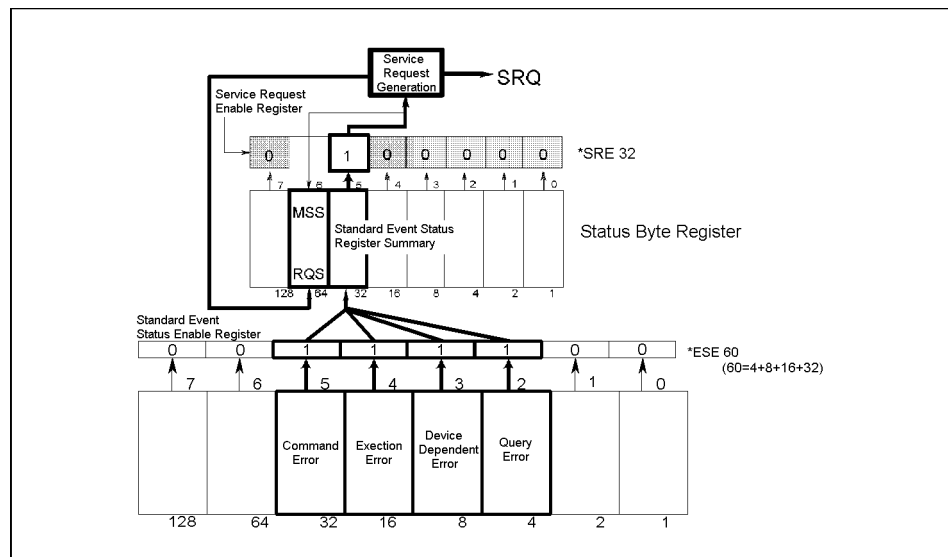 Service
Request
Generation
SRQ
Service Request
Enable Register
0 1 0 0 0 0 0
*SRE 32
7 6 5 4 3 2 1 0
MSS
Standard Event Status
Register Summary
Status Byte Register
RQS
128 64 32 16 8 4 2 1
Standard Event
Status Enable Register
0 0 1 1 1 1 0 0
*ESE 60
(60=4+8+16+32)
7 6 5 4 3 2 1 0
Command
Error
Exection
Error
Device
Dependent
Error
Query
Error
128 64 32 16 8 4 2 1